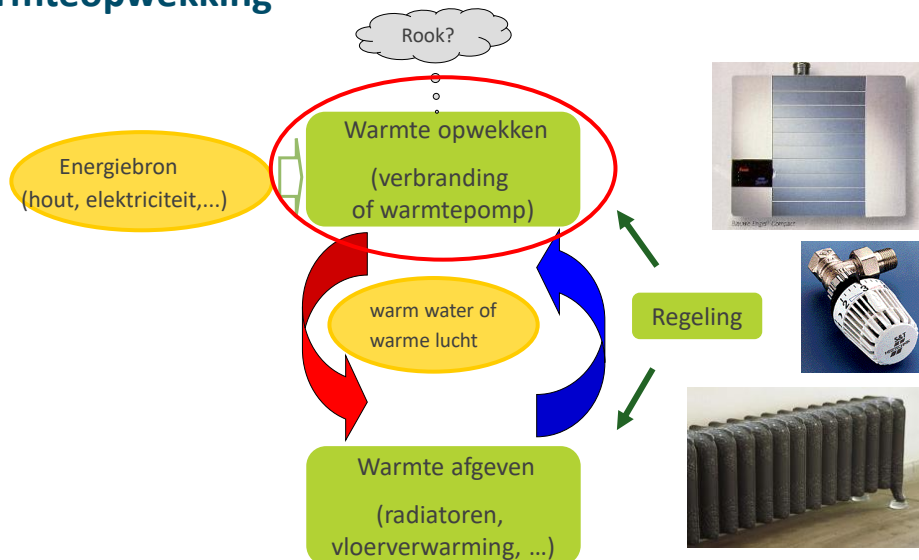 rmteopwekking
Rook?
Warmte opwekken
(verbranding
of warmtepomp)
Energiebron
(hout, elektriciteit,...)
warm water of
warme lucht
Regeling
Warmte afgeven
(radiatoren,
vloerverwarming, …)